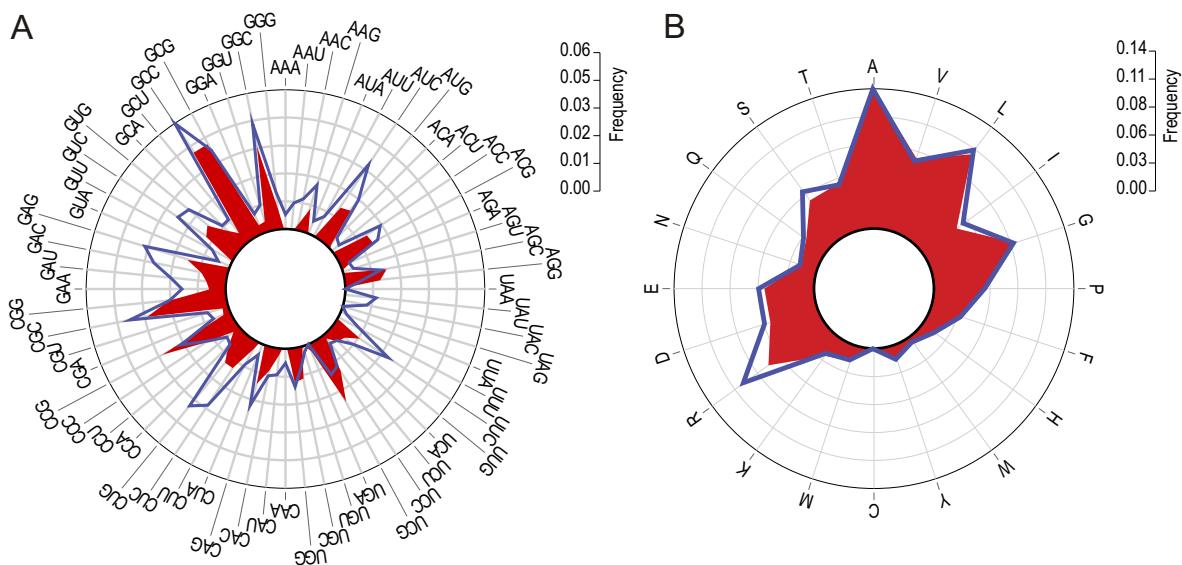 A
AAA
AAU
AAC
AAG
AUA
AUU
AUC
AUG
ACA
ACU
ACC
ACG
AGA
AGU
AGC
AGG
UAA
UAU
UAC
UAG
UUA
UUU
UUC
UUG
UCA
UCU
UCC
UCG
UGA
UGU
UGC
UGG
CAA
CAU
CAC
CAG
CUA
CUU
CUC
CUG
CCA
CCU
CCC
CCG
CGA
CGU
CGC
CGG
GAA
GAU
GAC
GAG
GUA
GUU
GUC
GUG
GCA
GCU
GCC
GCG
GGA
GGU
GGC
GGG
0.06
0.05
0.03
0.02
0.01
0.00
Frequency
B
A
V
L
I
G
P
F
H
W
Y
C
M
K
R
D
E
N
Q
S
T
0.14
0.11
0.09
0.06
0.03
0.00
Frequency